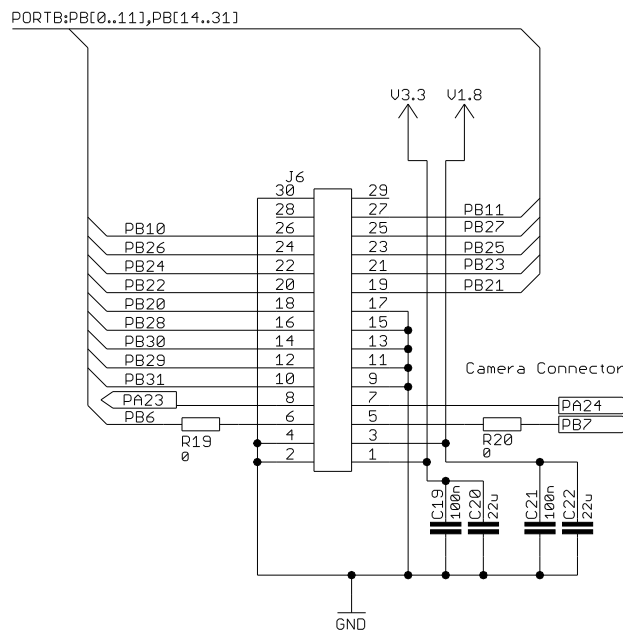 PORTB:PB[0..11],PB[14..31]
V3.3 V1.8
J6
30 29
28 27 PB11
PB10 26 25 PB27
PB26 24 23 PB25
PB24 22 21 PB23
PB22 20 19 PB21
PB20 18 17
PB28 16 15
PB30 14 13
PB29 12 11
Camera Connector
PB31 10 9
PA23 8 7 PA24
PB6 6 5 PB7
R19 4 3 R20
0 0
2 1
C19 100n C20 22u C21 100n C22 22u
GND